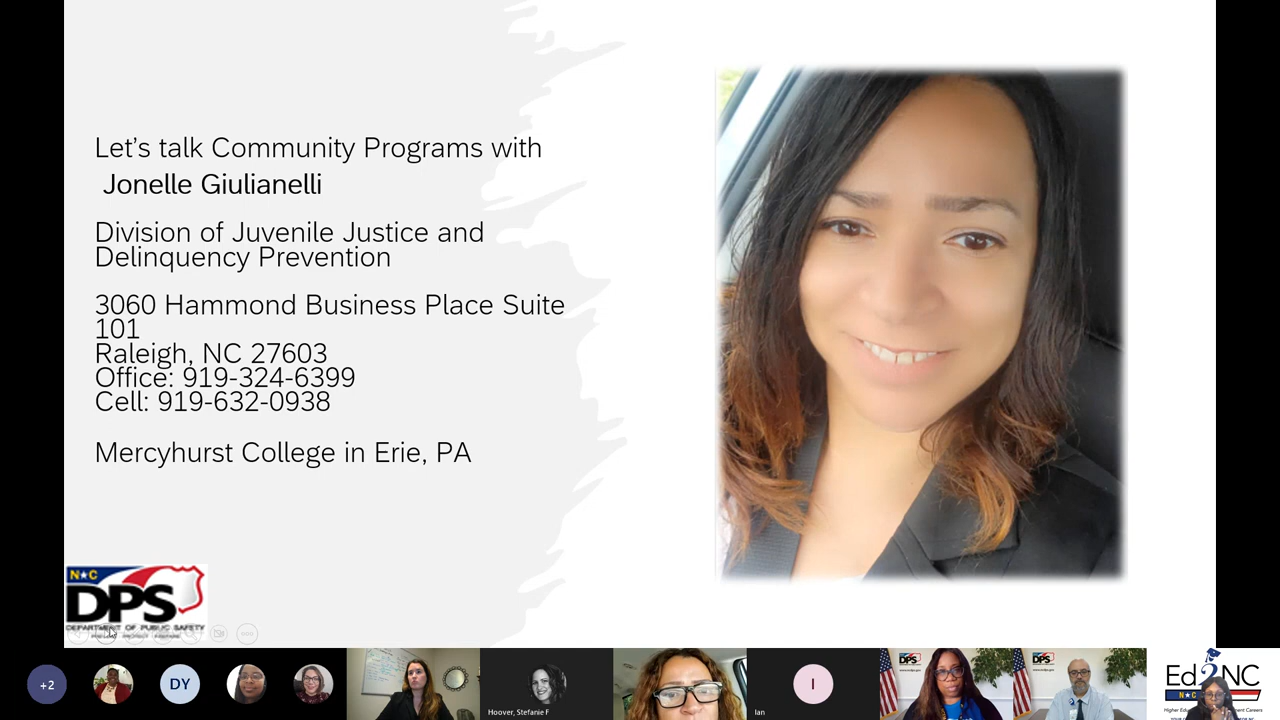 Let's talk Community Programs with
Jonelle Giulianelli
Division of Juvenile Justice and
Delinquency Prevention
3060 Hammond Business Place Suite
101
Raleigh, NC 27603
Office: 919-324-6399
Cell: 919-632-0938
Mercyhurst College in Erie, PA
N★C
DPS
DEPARTMENT OF PUBLIC SAFETY
+2
DY
Hoover, Stefanie F
I
Ian
DPS
DPS
Ed2NC
N★C